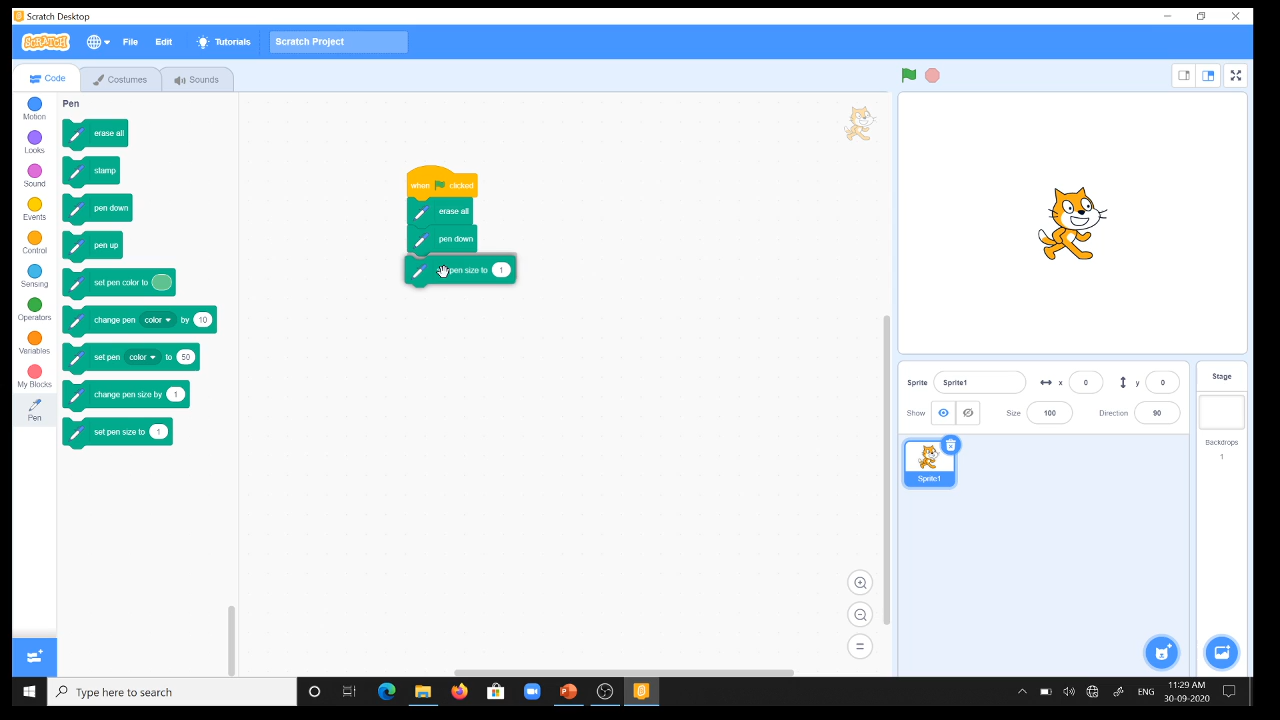 Scratch Desktop
SCRATCH File Edit Tutorials Scratch Project
Code Costumes Sounds
Motion
Looks
Sound
Events
Control
Sensing
Operators
Variables
My Blocks
Pen
Pen
erase all
stamp
pen down
pen up
set pen color to
change pen color by 10
set pen color to 50
change pen size by 1
set pen size to 1
when clicked
erase all
pen down
pen size to 1
Sprite Sprite1 x 0 y 0
Show Size 100 Direction 90
Sprite1
Stage
Backdrops
1
Type here to search
ENG
11:29 AM
30-09-2020